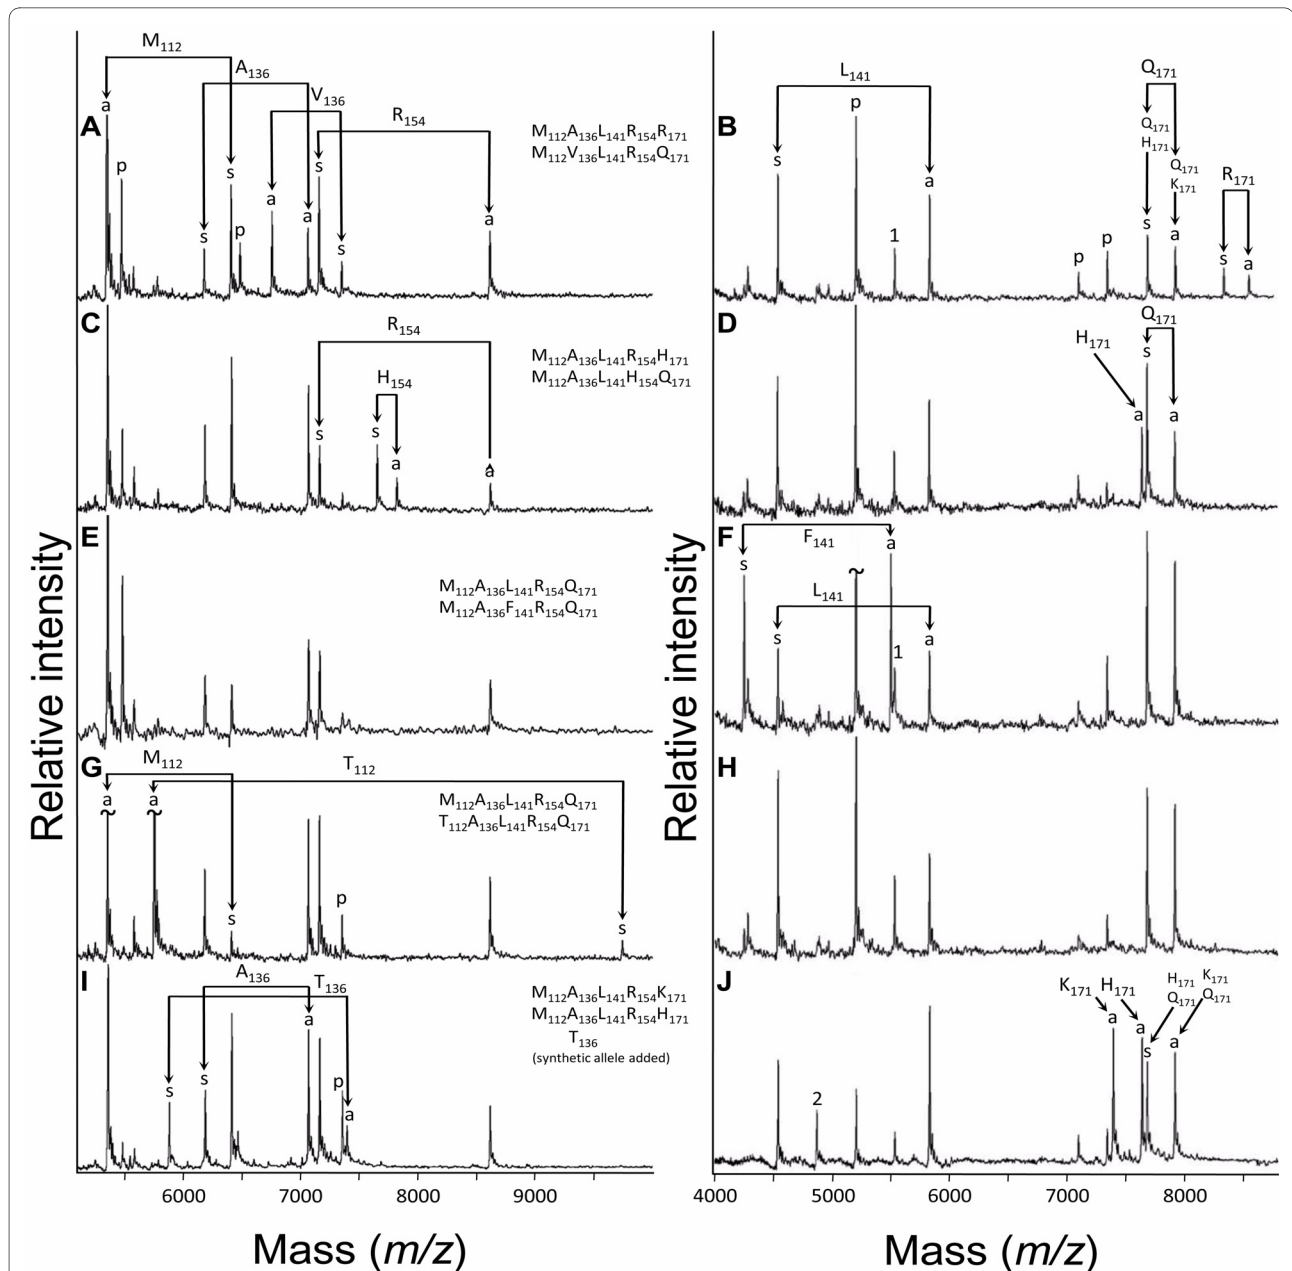 M112
A136
V136
R154
a
p
s
s
p
a
a
s
s
a
A
M112A136L141R154R171
M112V136L141R154Q171
L141
Q171
p
B
Q171
H171
Q171
K171
R171
s
a
1
p
p
s
a
s
a
C
R154
H154
s
s
a
a
M112A136L141R154H171
M112A136L141H154Q171
D
Q171
H171
s
a
a
E
M112A136L141R154Q171
M112A136F141R154Q171
F
F141
s
a
~
L141
s
1
a
G
M112
T112
a
a
~
~
s
p
s
M112A136L141R154Q171
T112A136L141R154Q171
H
I
A136
T136
s
s
a
p
a
M112A136L141R154K171
M112A136L141R154H171
T136
(synthetic allele added)
J
K171
H171
H171
Q171
K171
Q171
2
a
a
s
a
Relative intensity
Relative intensity
6000
7000
8000
9000
4000
5000
6000
7000
8000
Mass (m/z)
Mass (m/z)